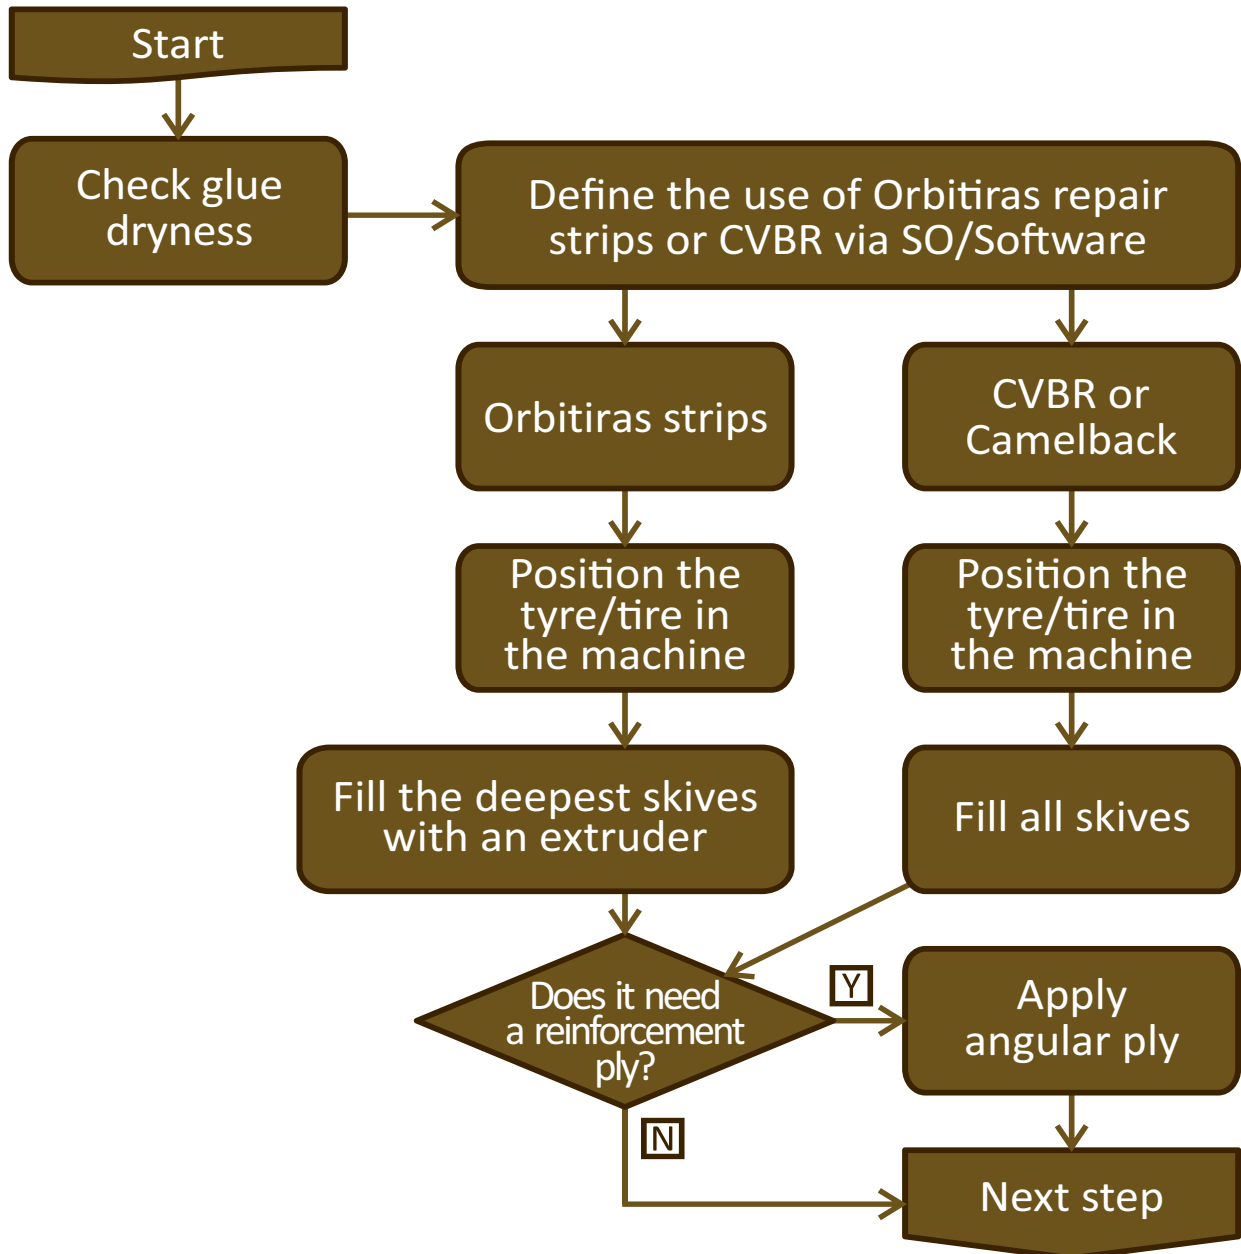 Start
Check glue
dryness
Define the use of Orbitiras repair
strips or CVBR via SO/Software
Orbitiras strips
CVBR or
Camelback
Position the
tyre/tire in
the machine
Position the
tyre/tire in
the machine
Fill the deepest skives
with an extruder
Fill all skives
Does it need
a reinforcement
ply?
Y
Apply
angular ply
N
Next step